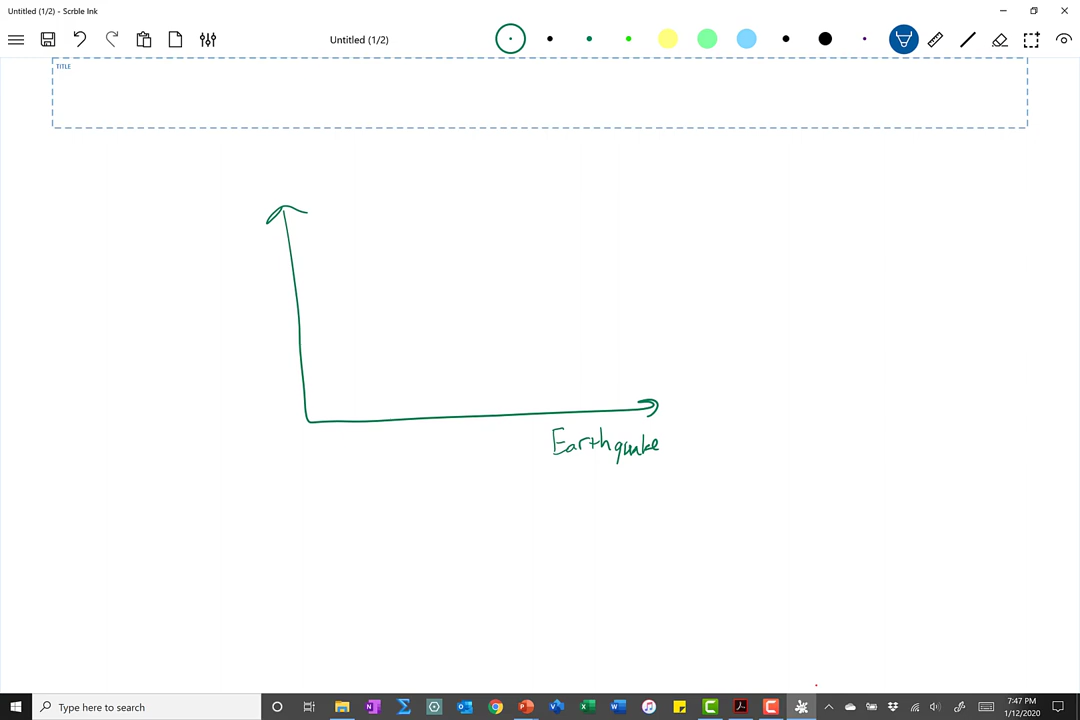 Untitled (1/2) - Scrble Ink
Untitled (1/2)
TITLE
Earthquake
Type here to search
7:47 PM
1/12/2020